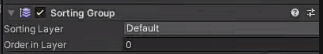 Sorting Group
Sorting Layer Default
Order in Layer 0